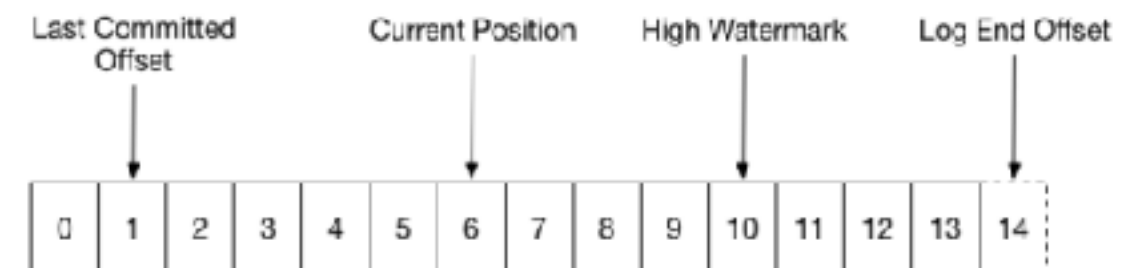 Last Committed Offset
Current Position
High Watermark
Log End Offset
0 1 2 3 4 5 6 7 8 9 10 11 12 13 14